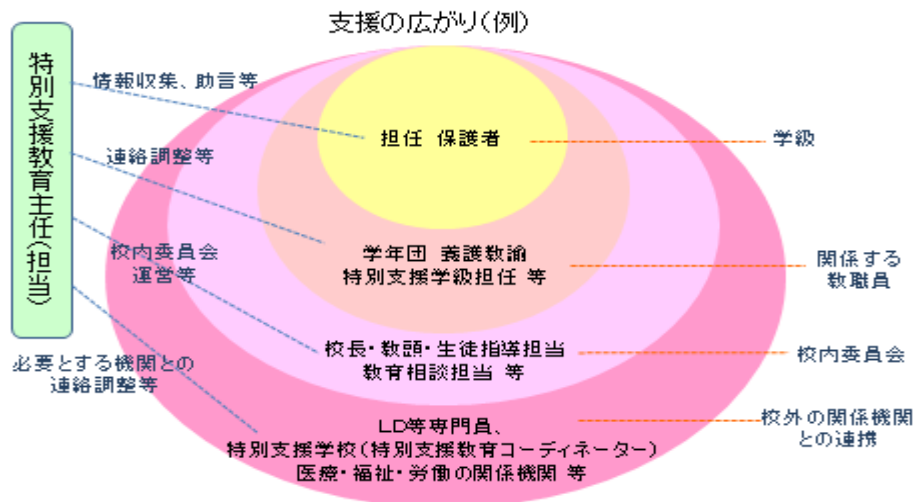 支援の広がり(例)
特別支援教育主任(担当)
情報収集、助言等
担任 保護者
学級
連絡調整等
学年団 養護教諭
特別支援学級担任 等
関係する
教職員
校内委員会
運営等
校長・教頭・生徒指導担当
教育相談担当 等
校内委員会
必要とする機関との
連絡調整等
LD等専門員、
特別支援学校(特別支援教育コーディネーター)
医療・福祉・労働の関係機関 等
校外の関係機関
との連携